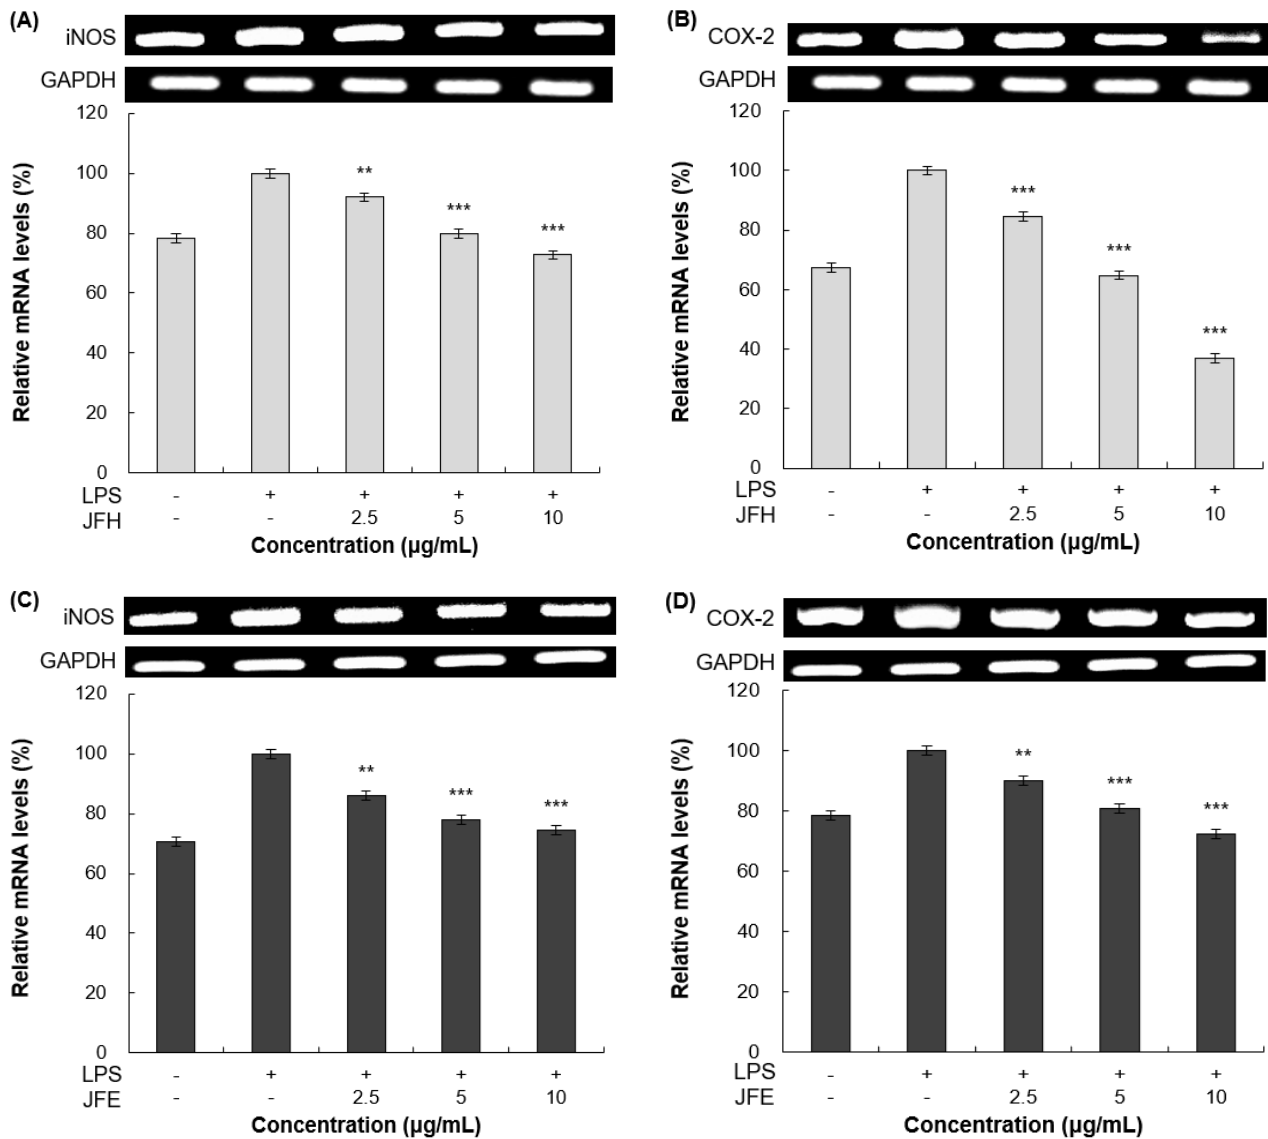 (A)
iNOS
GAPDH
120
100
80
60
40
20
0
Relative mRNA levels (%)
**
***
***
LPS - + + + +
JFH - - 2.5 5 10
Concentration (µg/mL)
(B)
COX-2
GAPDH
120
100
80
60
40
20
0
Relative mRNA levels (%)
***
***
***
LPS - + + + +
JFH - - 2.5 5 10
Concentration (µg/mL)
(C)
iNOS
GAPDH
120
100
80
60
40
20
0
Relative mRNA levels (%)
**
***
***
LPS - + + + +
JFE - - 2.5 5 10
Concentration (µg/mL)
(D)
COX-2
GAPDH
120
100
80
60
40
20
0
Relative mRNA levels (%)
**
***
***
LPS - + + + +
JFE - - 2.5 5 10
Concentration (µg/mL)